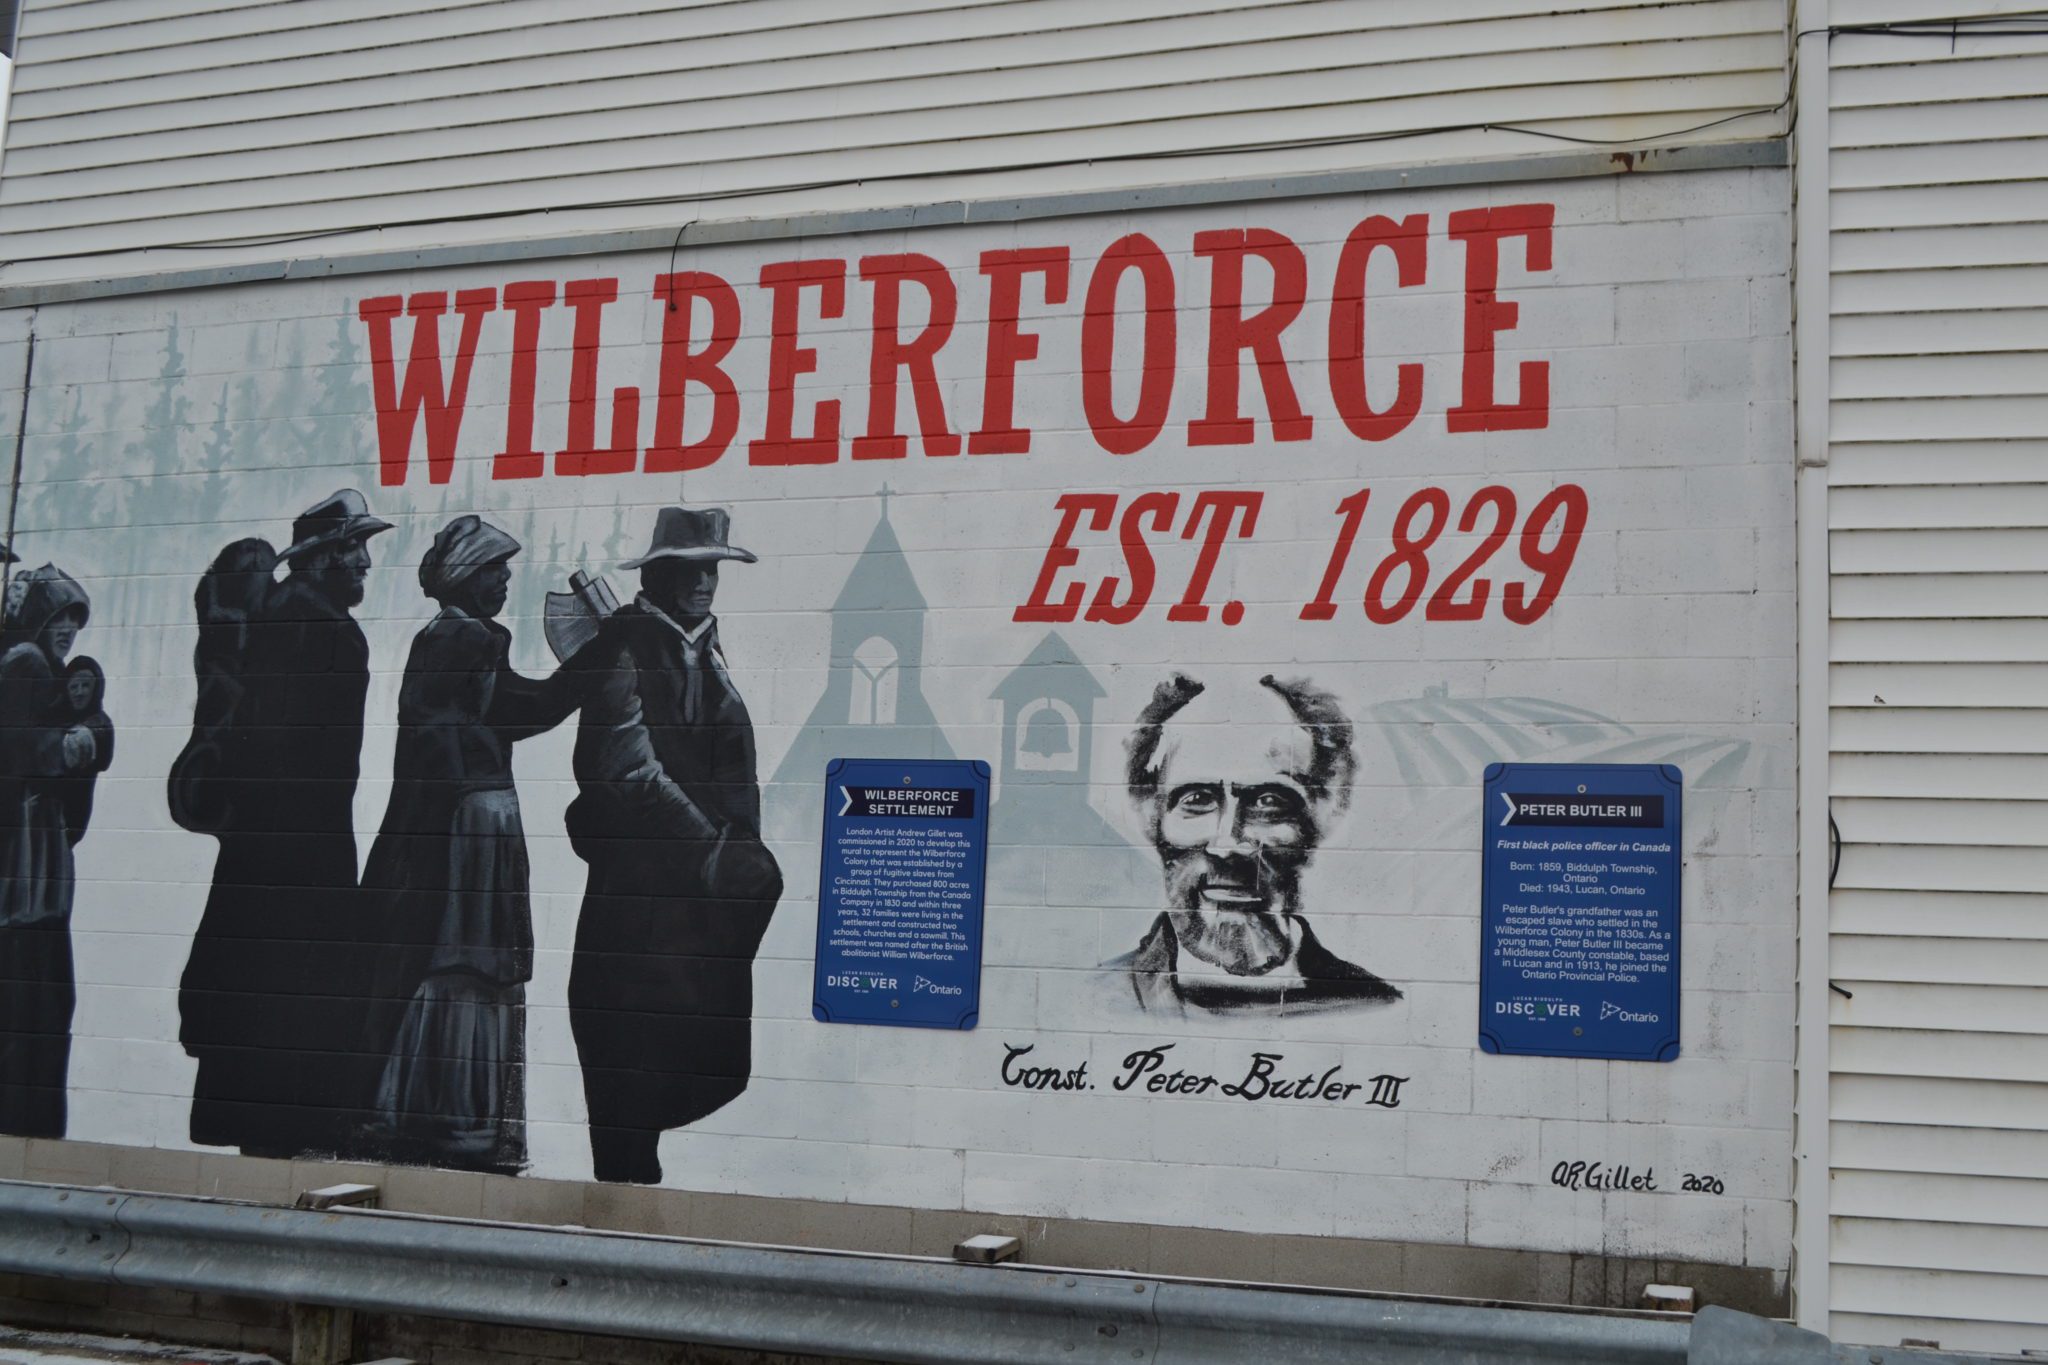 WILBERFORCE
EST. 1829
WILBERFORCE
SETTLEMENT
London Artist Andrew Gillet was
commissioned in 2020 to develop this
mural to represent the Wilberforce
Colony that was established by a
group of fugitive slaves from
Cincinnati. They purchased 800 acres
in Biddulph Township from the Canada
Company in 1830 and within three
years, 32 families were living in the
settlement and constructed two
schools, churches and a sawmill. This
settlement was named after the British
abolitionist William Wilberforce.
LUCAN BIDDULPH
DISCOVER
Ontario
PETER BUTLER III
First black police officer in Canada
Born: 1859, Biddulph Township,
Ontario
Died: 1943, Lucan, Ontario
Peter Butler's grandfather was an
escaped slave who settled in the
Wilberforce Colony in the 1830s. As a
young man, Peter Butler III became
a Middlesex County constable, based
in Lucan and in 1913, he joined the
Ontario Provincial Police.
LUCAN BIDDULPH
DISCOVER
Ontario
Const. Peter Butler III
AR.Gillet 2020